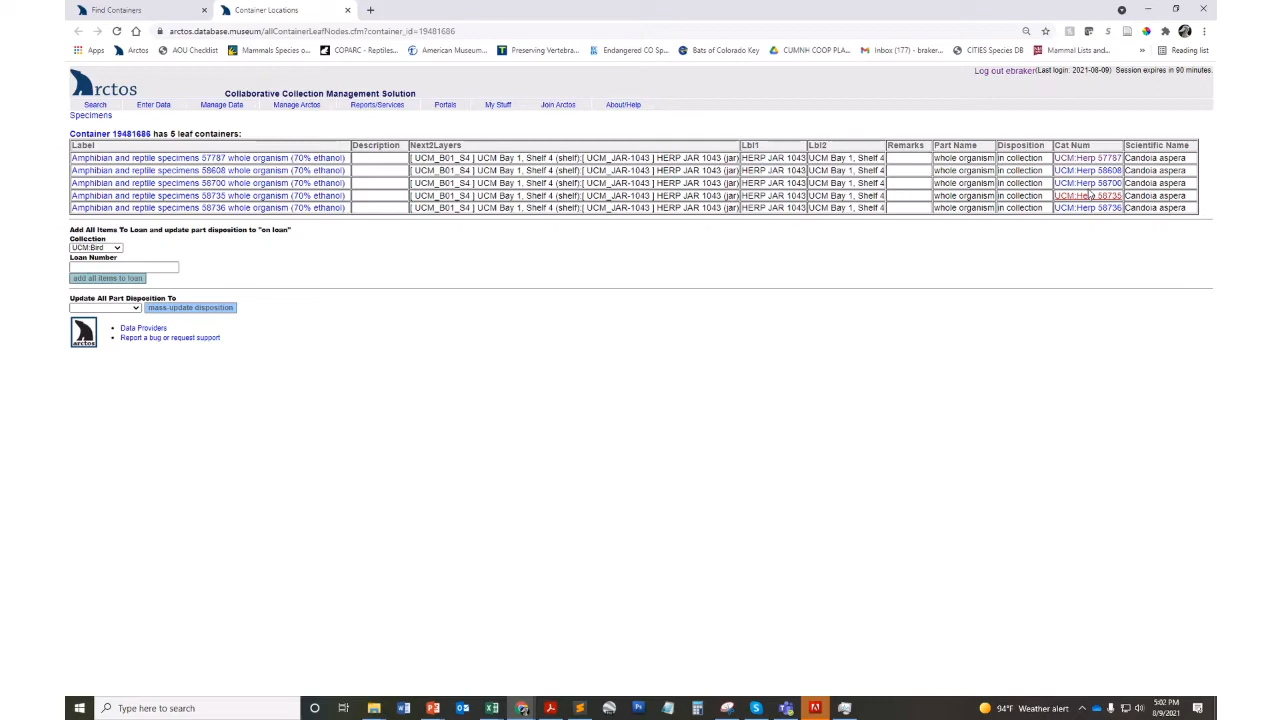 Find Containers
Container Locations
arctos.database.museum/allContainerLeafNodes.cfm?container_id=19481686
Apps
Arctos
AOU Checklist
Mammals Species o...
COPARC - Reptiles...
American Museum...
Preserving Vertebra...
Endangered CO Sp...
Bats of Colorado Key
CUMNH COOP PLA...
Inbox (177) - braker...
CITIES Species DB
Mammal Lists and...
Reading list
Log out ebraker(Last login: 2021-08-09) Session expires in 90 minutes.
Arctos
Collaborative Collection Management Solution
Search Enter Data Manage Data Manage Arctos Reports/Services Portals My Stuff Join Arctos About/Help
Specimens
Container 19481686 has 5 leaf containers:
Label Description Next2Layers Lbl1 Lbl2 Remarks Part Name Disposition Cat Num Scientific Name
Amphibian and reptile specimens 57787 whole organism (70% ethanol) [ UCM_B01_S4 ] UCM Bay 1, Shelf 4 (shelf):[ UCM_JAR-1043 ] HERP JAR 1043 (jar) HERP JAR 1043 UCM Bay 1, Shelf 4 whole organism in collection UCM:Herp 57787 Candoia aspera
Amphibian and reptile specimens 58608 whole organism (70% ethanol) [ UCM_B01_S4 ] UCM Bay 1, Shelf 4 (shelf):[ UCM_JAR-1043 ] HERP JAR 1043 (jar) HERP JAR 1043 UCM Bay 1, Shelf 4 whole organism in collection UCM:Herp 58608 Candoia aspera
Amphibian and reptile specimens 58700 whole organism (70% ethanol) [ UCM_B01_S4 ] UCM Bay 1, Shelf 4 (shelf):[ UCM_JAR-1043 ] HERP JAR 1043 (jar) HERP JAR 1043 UCM Bay 1, Shelf 4 whole organism in collection UCM:Herp 58700 Candoia aspera
Amphibian and reptile specimens 58735 whole organism (70% ethanol) [ UCM_B01_S4 ] UCM Bay 1, Shelf 4 (shelf):[ UCM_JAR-1043 ] HERP JAR 1043 (jar) HERP JAR 1043 UCM Bay 1, Shelf 4 whole organism in collection UCM:Herp 58735 Candoia aspera
Amphibian and reptile specimens 58736 whole organism (70% ethanol) [ UCM_B01_S4 ] UCM Bay 1, Shelf 4 (shelf):[ UCM_JAR-1043 ] HERP JAR 1043 (jar) HERP JAR 1043 UCM Bay 1, Shelf 4 whole organism in collection UCM:Herp 58736 Candoia aspera
Add All Items To Loan and update part disposition to "on loan"
Collection
UCM:Bird
Loan Number
add all items to loan
Update All Part Disposition To
mass-update disposition
arctos
Data Providers
Report a bug or request support
Type here to search
94°F Weather alert
5:02 PM
8/9/2021